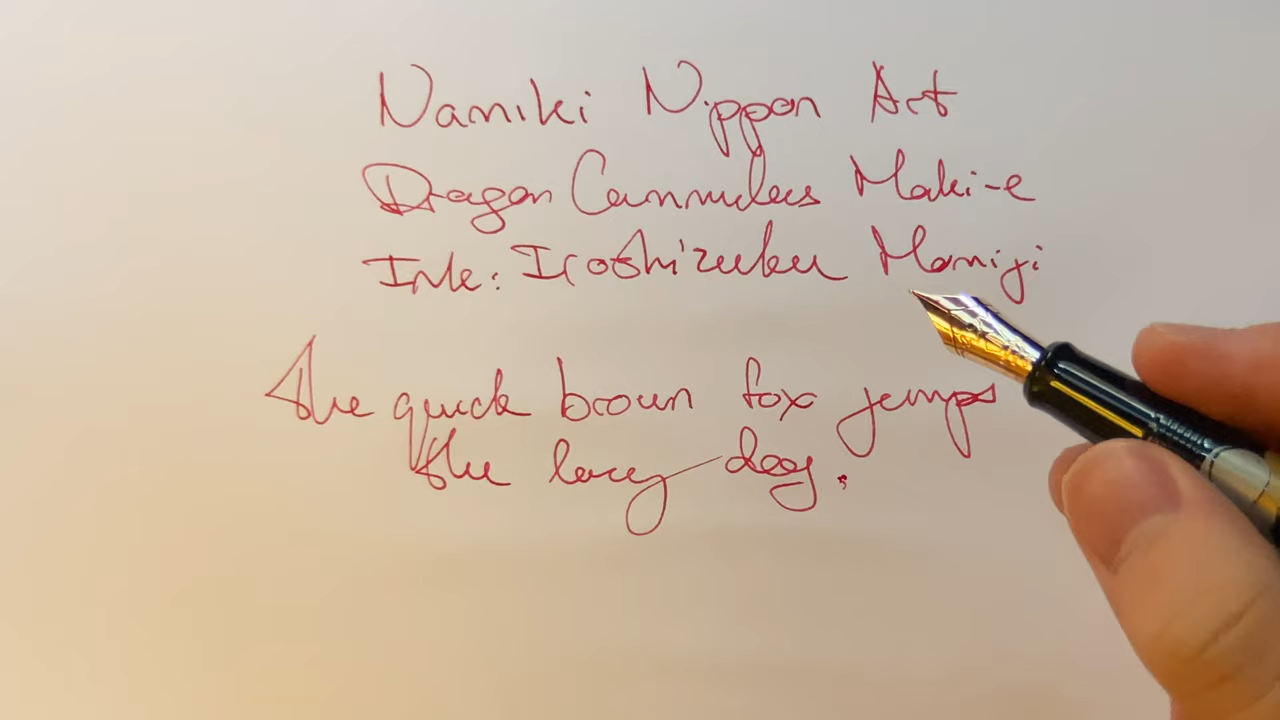 Namiki Nippon Art
Dragon Cumulus Maki-e
Ink: Iroshizuku Momiji
the quick brown fox jumps
the lazy dog.